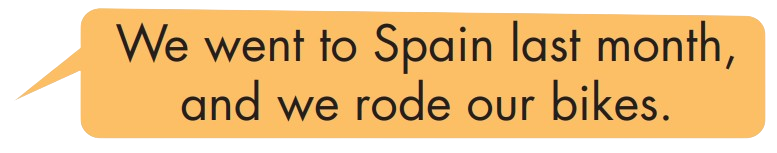 We went to Spain last month,
and we rode our bikes.